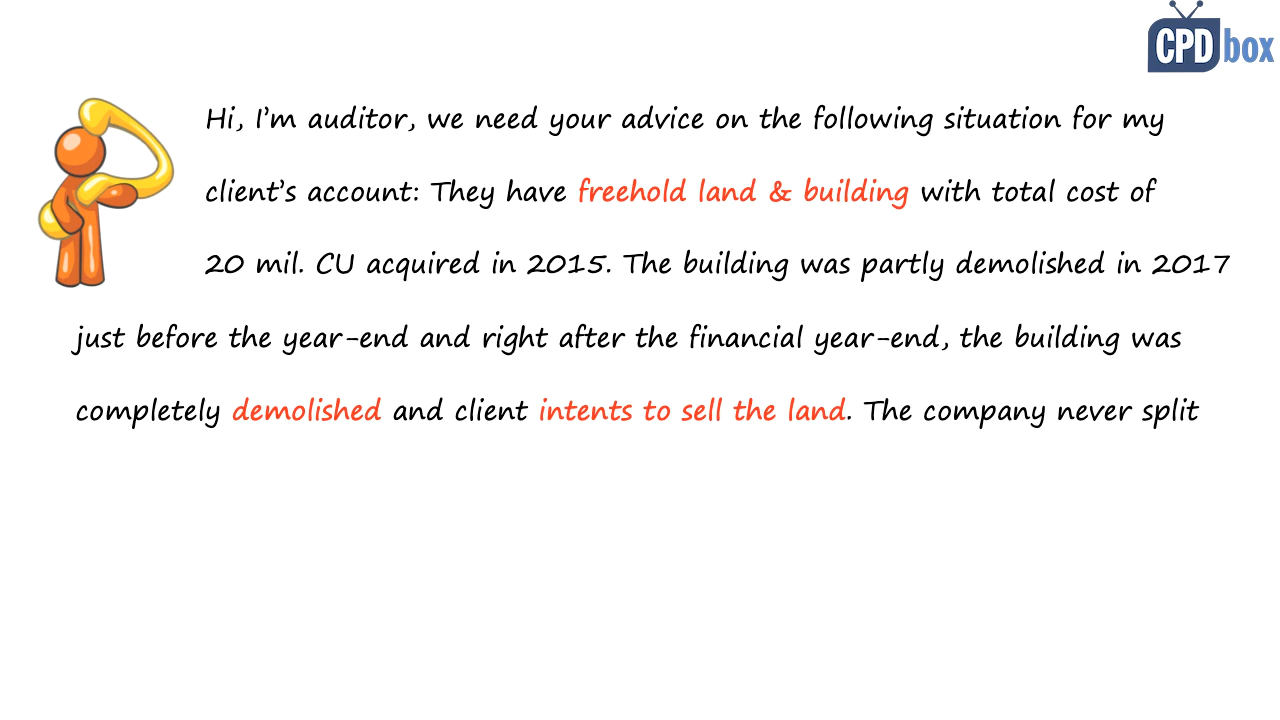 CPD box
Hi, I'm auditor, we need your advice on the following situation for my
client's account: They have freehold land & building with total cost of
20 mil. CU acquired in 2015. The building was partly demolished in 2017
just before the year-end and right after the financial year-end, the building was
completely demolished and client intents to sell the land. The company never split